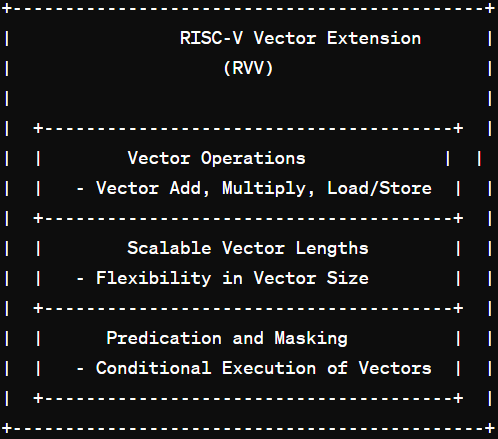 RISC-V Vector Extension
(RVV)
Vector Operations
- Vector Add, Multiply, Load/Store
Scalable Vector Lengths
- Flexibility in Vector Size
Predication and Masking
- Conditional Execution of Vectors